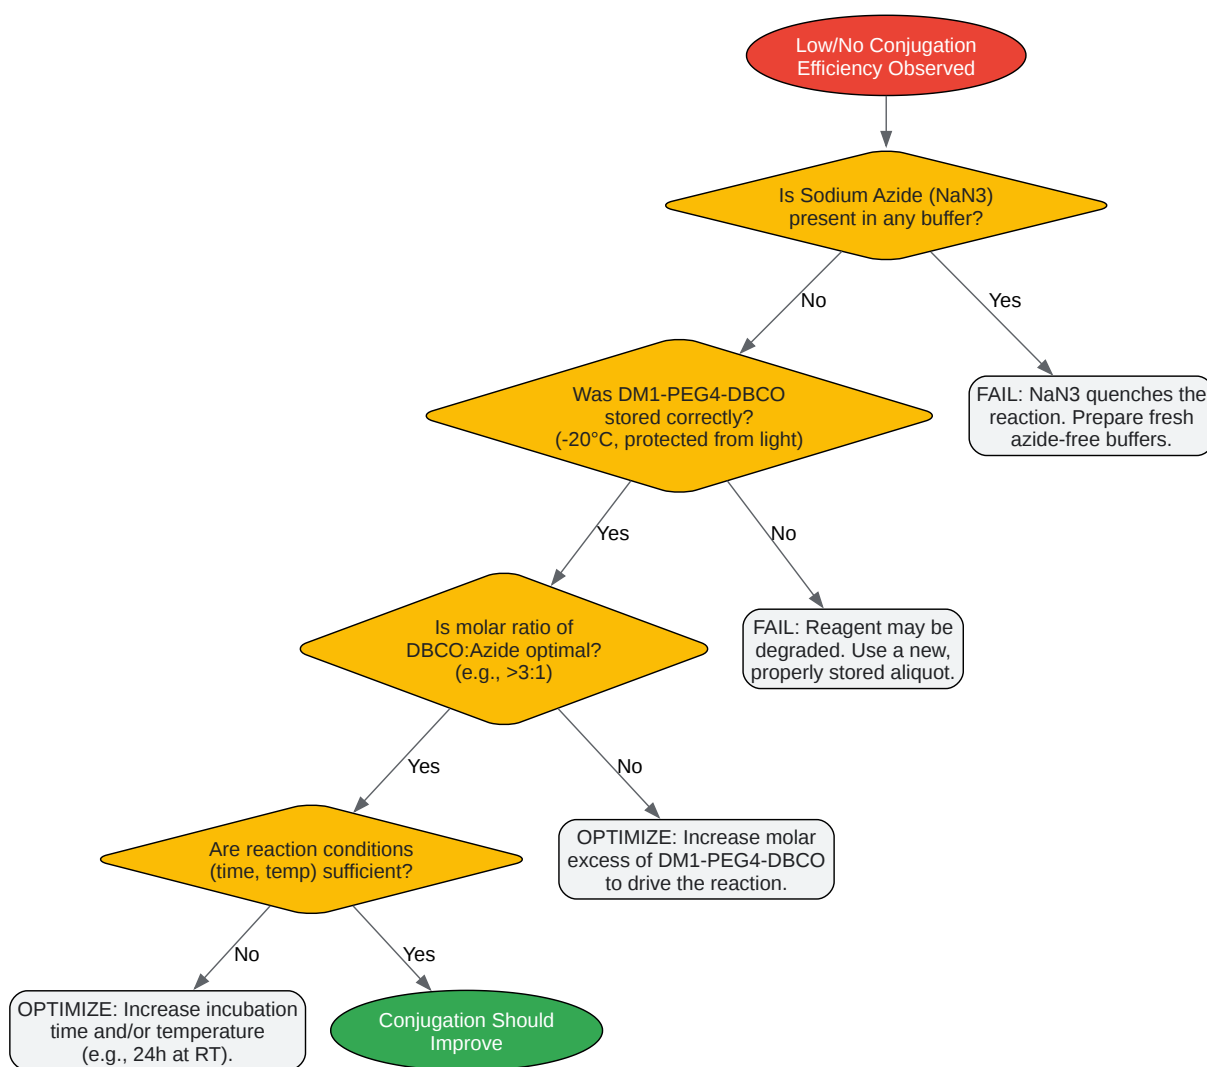 Low/No Conjugation
Efficiency Observed
Is Sodium Azide (NaN3)
present in any buffer?
No
Yes
Was DM1-PEG4-DBCO
stored correctly?
(-20°C, protected from light)
FAIL: NaN3 quenches the
reaction. Prepare fresh
azide-free buffers.
Yes
No
Is molar ratio of
DBCO:Azide optimal?
(e.g., >3:1)
FAIL: Reagent may be
degraded. Use a new,
properly stored aliquot.
Yes
No
Are reaction conditions
(time, temp) sufficient?
OPTIMIZE: Increase molar
excess of DM1-PEG4-DBCO
to drive the reaction.
No
Yes
OPTIMIZE: Increase incubation
time and/or temperature
(e.g., 24h at RT).
Conjugation Should
Improve